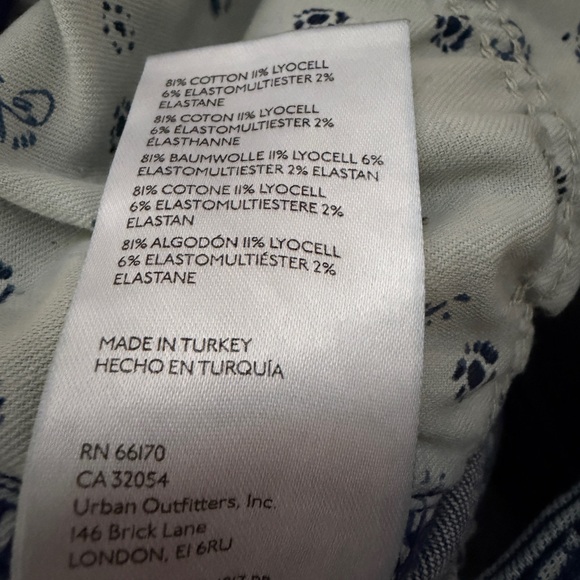 81% COTTON 11% LYOCELL
6% ELASTOMULTIESTER 2%
ELASTANE
81% COTON 11% LYOCELL
6% ÉLASTOMULTIESTER 2%
ÉLASTHANNE
81% BAUMWOLLE 11% LYOCELL 6%
ELASTOMULTIESTER 2% ELASTAN
81% COTONE 11% LYOCELL
6% ELASTOMULTIESTERE 2%
ELASTAN
81% ALGODÓN 11% LYOCELL
6% ELASTOMULTIÉSTER 2%
ELASTANE
MADE IN TURKEY
HECHO EN TURQUÍA
RN 66170
CA 32054
Urban Outfitters, Inc.
146 Brick Lane
LONDON, E1 6RU